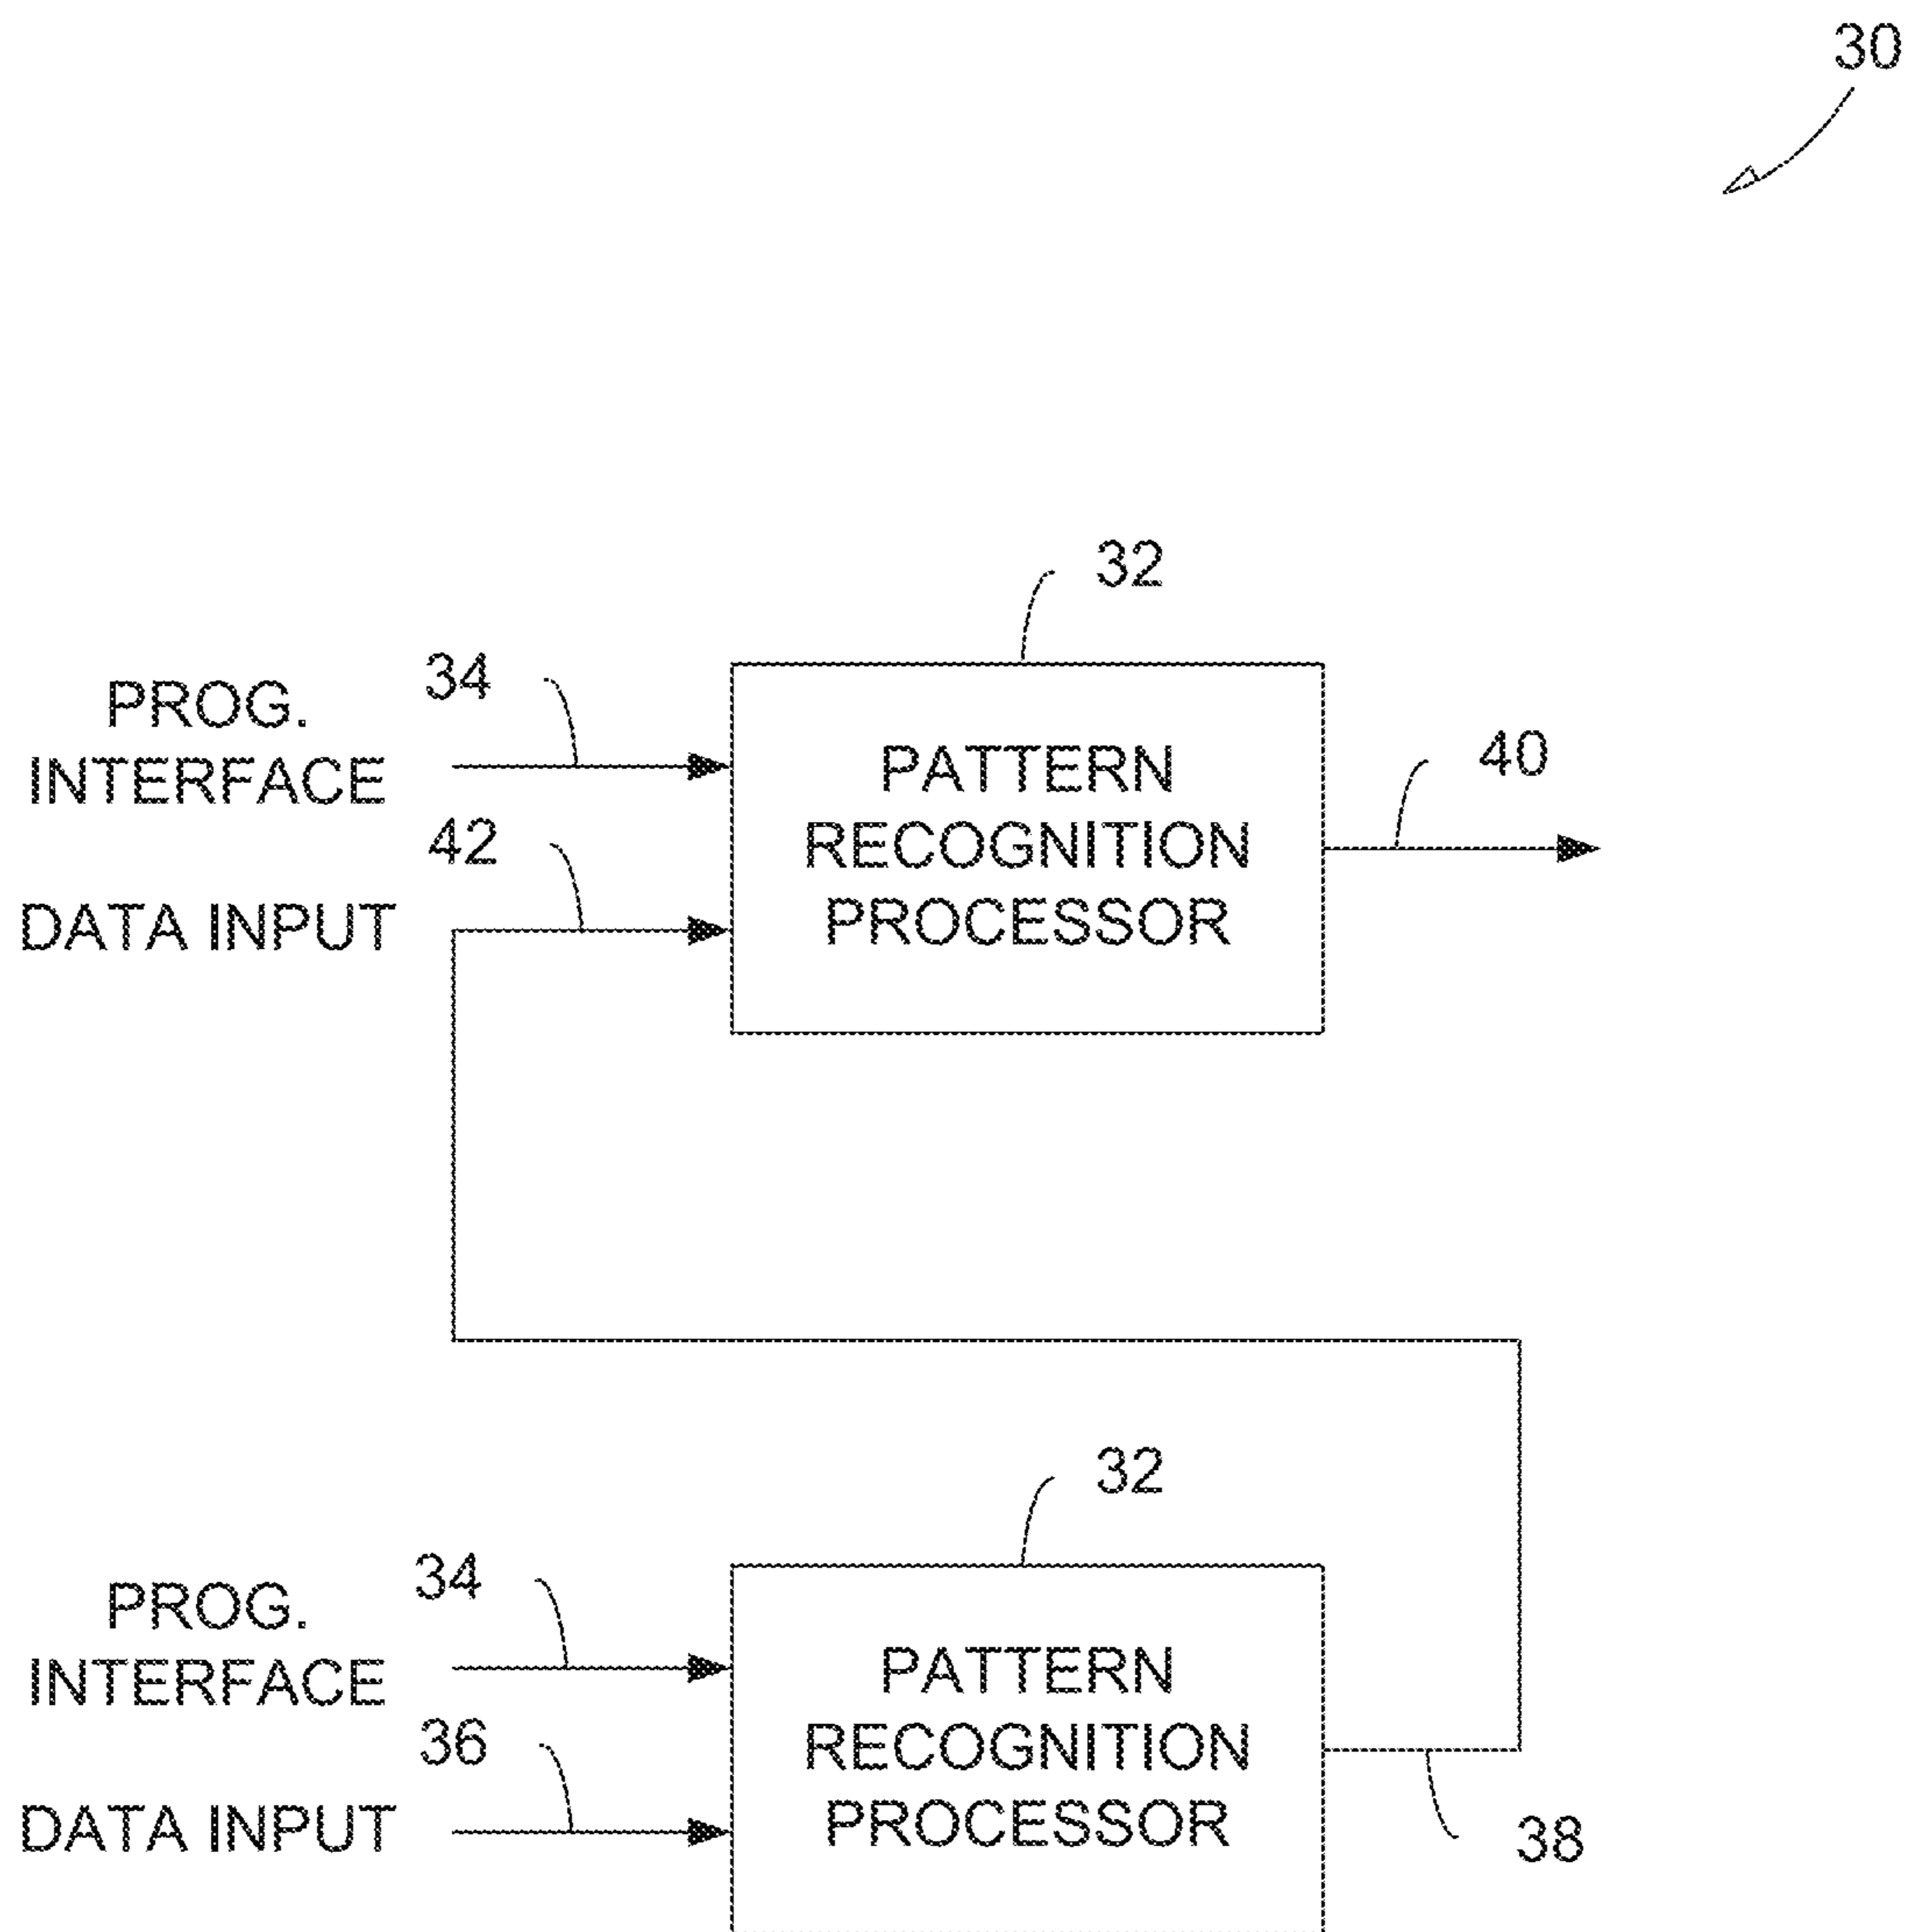 30
32
34
PROG.
INTERFACE
42
DATA INPUT
PATTERN
RECOGNITION
PROCESSOR
40
32
34
PROG.
INTERFACE
36
DATA INPUT
PATTERN
RECOGNITION
PROCESSOR
38